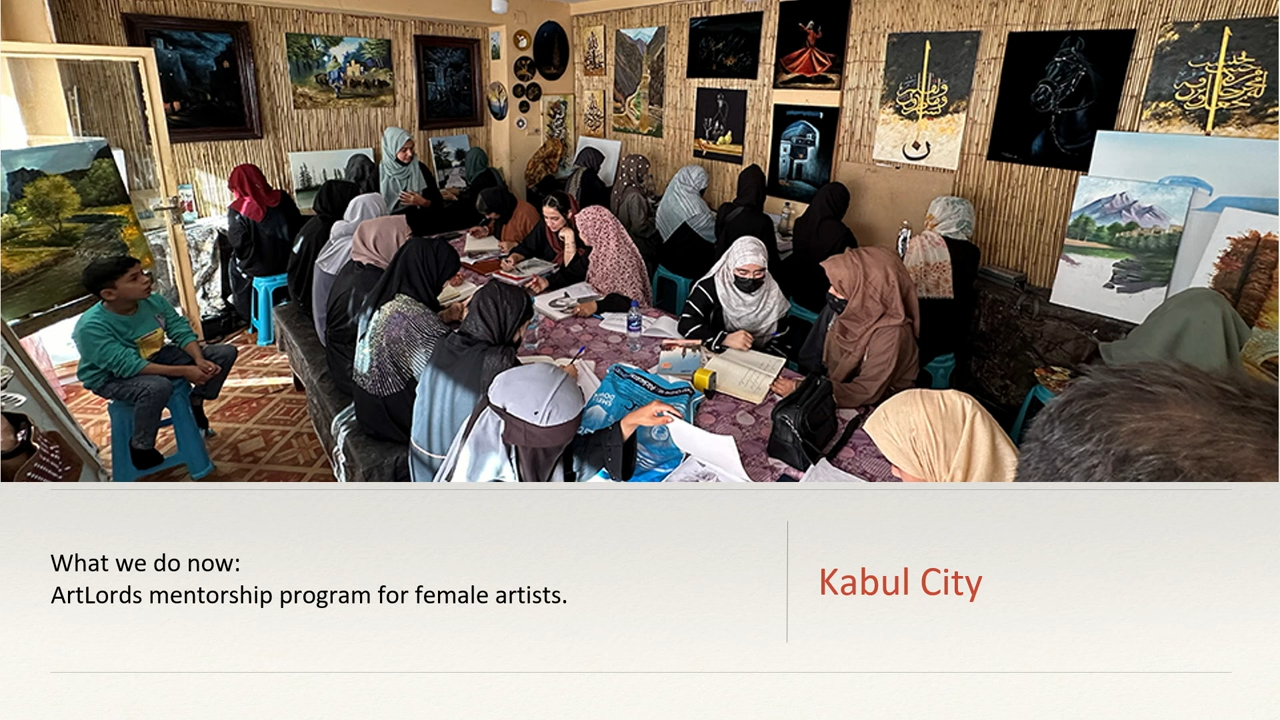 What we do now:
ArtLords mentorship program for female artists.
Kabul City